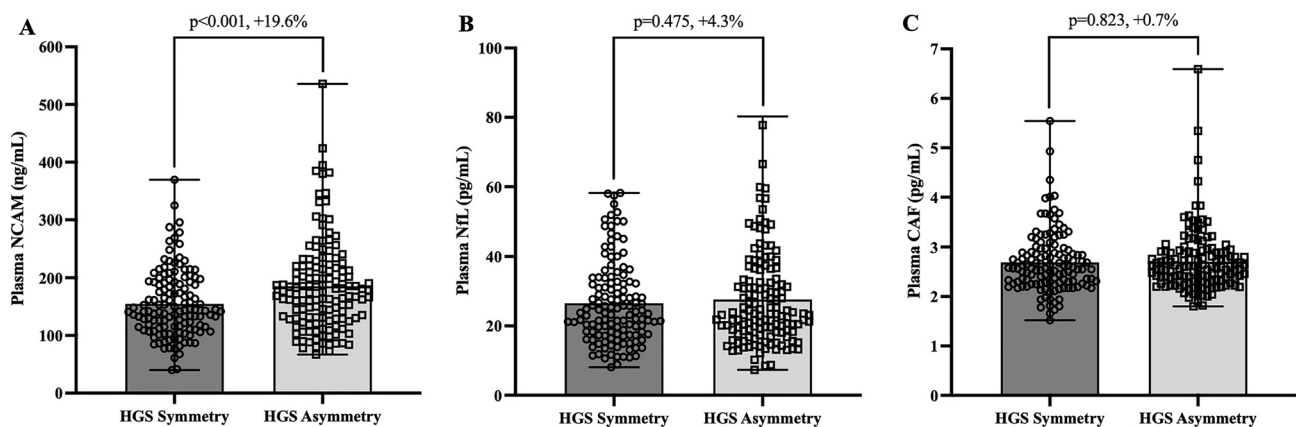 A
p<0.001, +19.6%
Plasma NCAM (ng/mL)
600
500
400
300
200
100
0
HGS Symmetry HGS Asymmetry
B
p=0.475, +4.3%
Plasma NfL (pg/mL)
100
80
60
40
20
0
HGS Symmetry HGS Asymmetry
C
p=0.823, +0.7%
Plasma CAF (pg/mL)
7
6
5
4
3
2
1
0
HGS Symmetry HGS Asymmetry